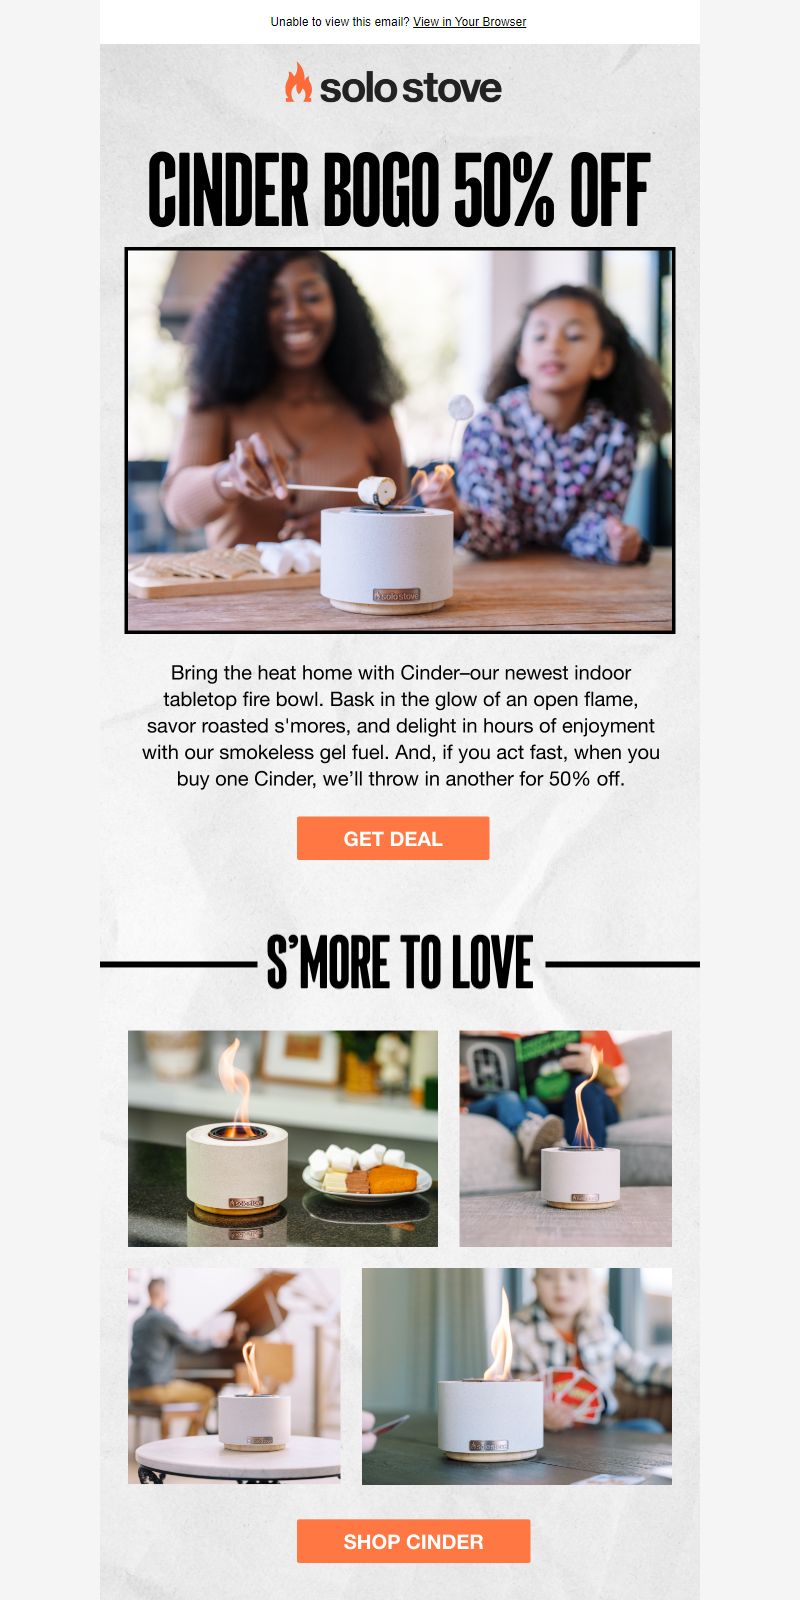 Unable to view this email? View in Your Browser
solo stove
CINDER BOGO 50% OFF
solo stove
Bring the heat home with Cinder–our newest indoor
tabletop fire bowl. Bask in the glow of an open flame,
savor roasted s'mores, and delight in hours of enjoyment
with our smokeless gel fuel. And, if you act fast, when you
buy one Cinder, we’ll throw in another for 50% off.
GET DEAL
S’MORE TO LOVE
SHOP CINDER